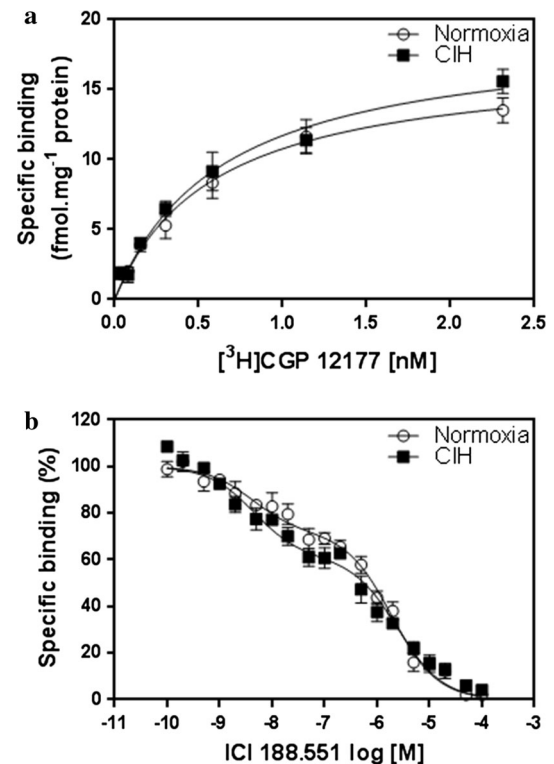 a
20
15
10
5
0
Specific binding
(fmol.mg⁻¹ protein)
Normoxia
CIH
0.0 0.5 1.0 1.5 2.0 2.5
[³H]CGP 12177 [nM]
b
120
100
80
60
40
20
0
Specific binding (%)
Normoxia
CIH
-11 -10 -9 -8 -7 -6 -5 -4 -3
ICI 188.551 log [M]